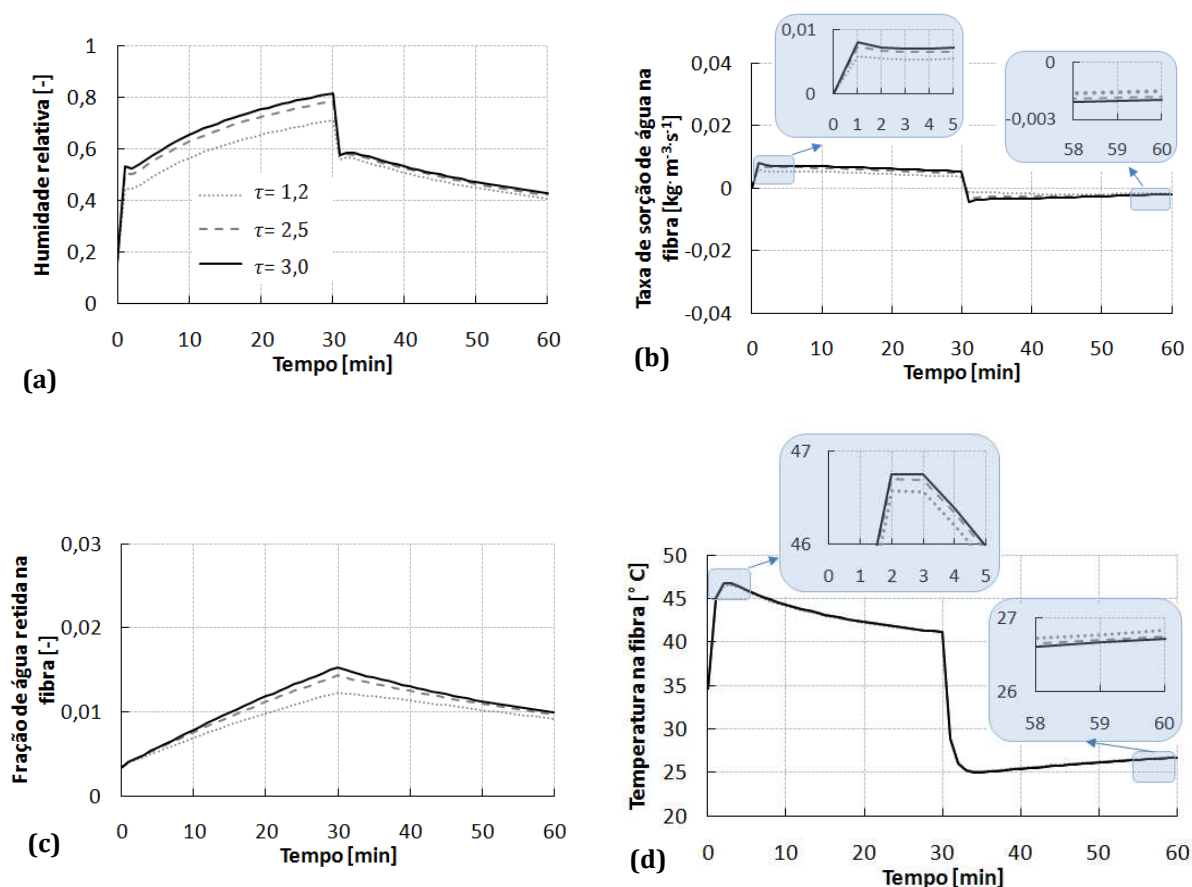 (a)
Humidade relativa [-]
1
0,8
0,6
0,4
0,2
0
τ= 1,2
τ= 2,5
τ= 3,0
0 10 20 30 40 50 60
Tempo [min]
(b)
Taxa de sorção de água na
fibra [kg·m⁻³·s⁻¹]
0,04
0,02
0
-0,02
-0,04
0,01
0
0 1 2 3 4 5
0
-0,003
58 59 60
0 10 20 30 40 50 60
Tempo [min]
(c)
Fração de água retida na
fibra [-]
0,03
0,02
0,01
0
0 10 20 30 40 50 60
Tempo [min]
(d)
Temperatura na fibra [° C]
50
45
40
35
30
25
20
47
46
0 1 2 3 4 5
27
26
58 59 60
0 10 20 30 40 50 60
Tempo [min]